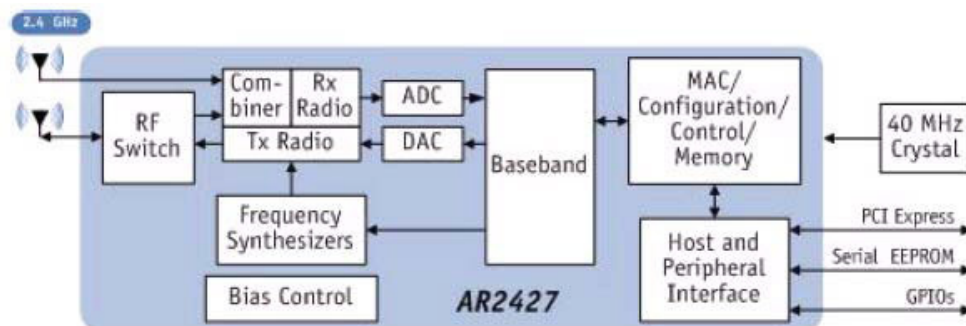 2.4 GHz
Com-
biner
Rx
Radio
ADC
MAC/
Configuration/
Control/
Memory
RF
Switch
Tx Radio
DAC
Baseband
40 MHz
Crystal
Frequency
Synthesizers
Host and
Peripheral
Interface
PCI Express
Serial EEPROM
GPIOs
Bias Control
AR2427